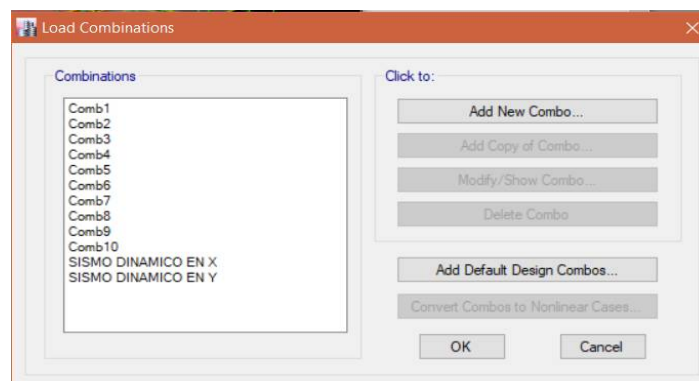 Load Combinations
Combinations
Comb1
Comb2
Comb3
Comb4
Comb5
Comb6
Comb7
Comb8
Comb9
Comb10
SISMO DINAMICO EN X
SISMO DINAMICO EN Y
Click to:
Add New Combo...
Add Copy of Combo...
Modify/Show Combo...
Delete Combo
Add Default Design Combos...
Convert Combos to Nonlinear Cases...
OK
Cancel